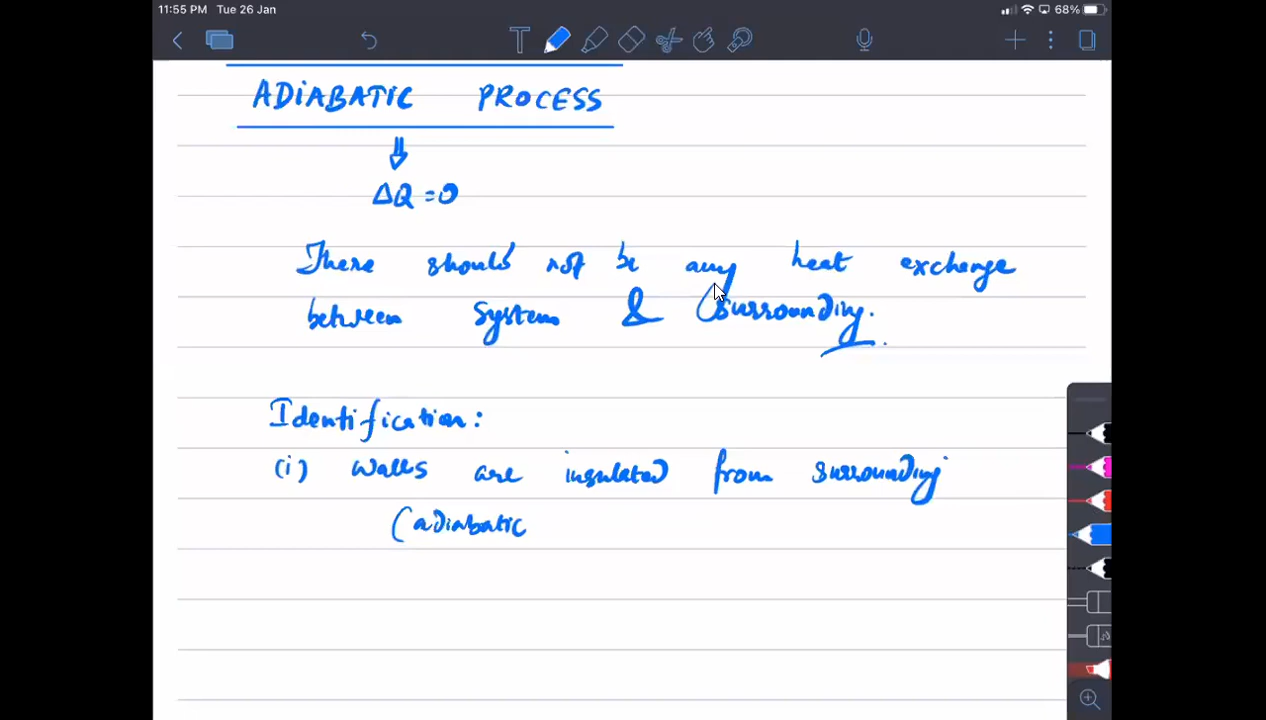 11:55 PM Tue 26 Jan 68%
T
ADiABATIC PROCESS
ΔQ = 0
There should not be any heat exchange
between system & surrounding.
Identification:
(i) walls are insulated from surrounding
(adiabatic